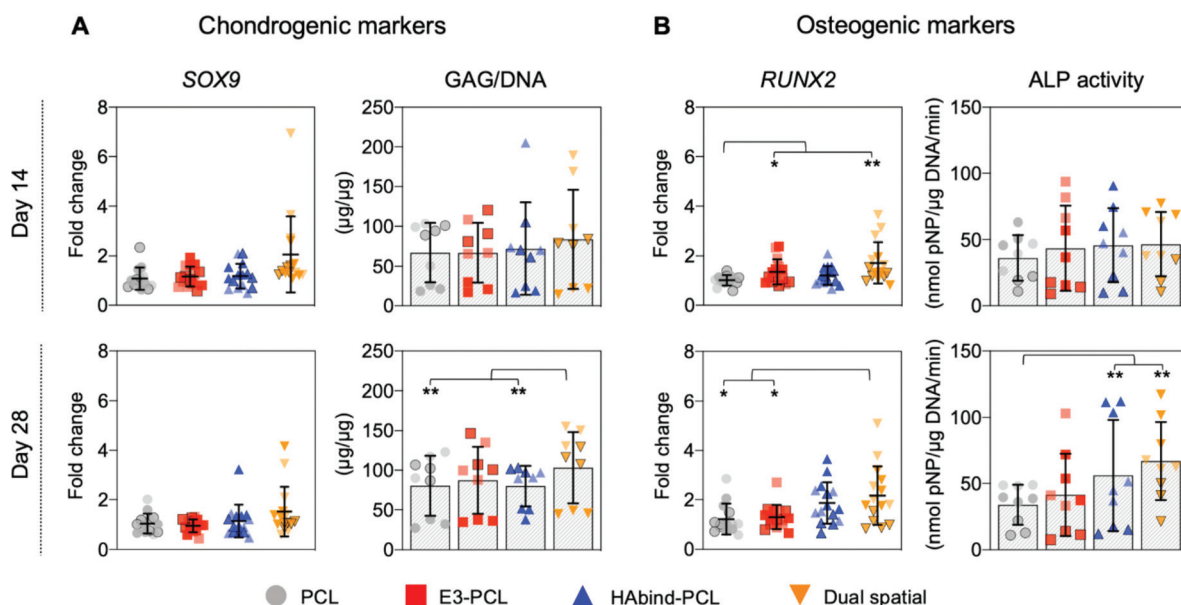 A Chondrogenic markers
B Osteogenic markers
SOX9
GAG/DNA
RUNX2
ALP activity
Day 14
Fold change
8
6
4
2
0
(µg/µg)
250
200
150
100
50
0
Fold change
8
6
4
2
0
*
**
(nmol pNP/µg DNA/min)
150
100
50
0
Day 28
Fold change
8
6
4
2
0
(µg/µg)
250
200
150
100
50
0
**
**
Fold change
8
6
4
2
0
*
*
(nmol pNP/µg DNA/min)
150
100
50
0
**
**
PCL
E3-PCL
HAbind-PCL
Dual spatial